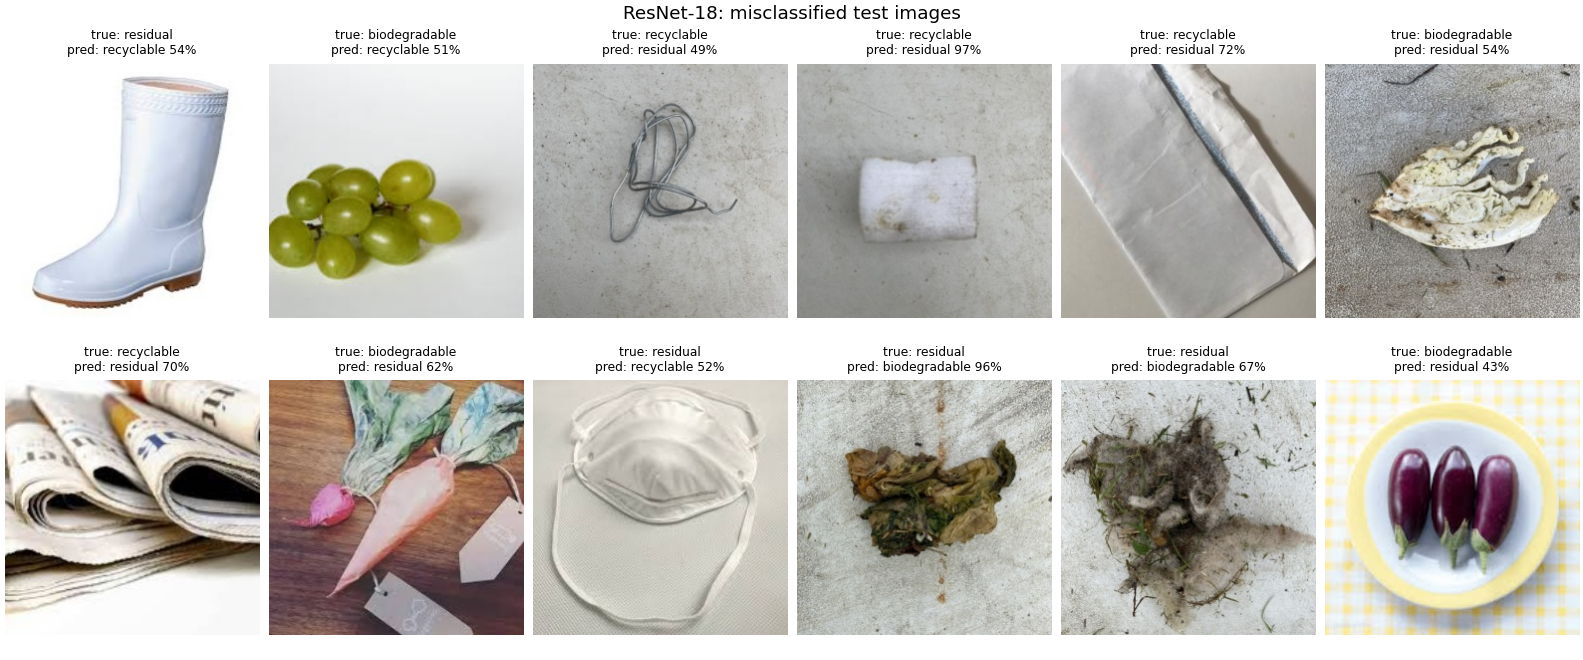 ResNet-18: misclassified test images
true: residual
pred: recyclable 54%
true: biodegradable
pred: recyclable 51%
true: recyclable
pred: residual 49%
true: recyclable
pred: residual 97%
true: recyclable
pred: residual 72%
true: biodegradable
pred: residual 54%
true: recyclable
pred: residual 70%
true: biodegradable
pred: residual 62%
true: residual
pred: recyclable 52%
true: residual
pred: biodegradable 96%
true: residual
pred: biodegradable 67%
true: biodegradable
pred: residual 43%